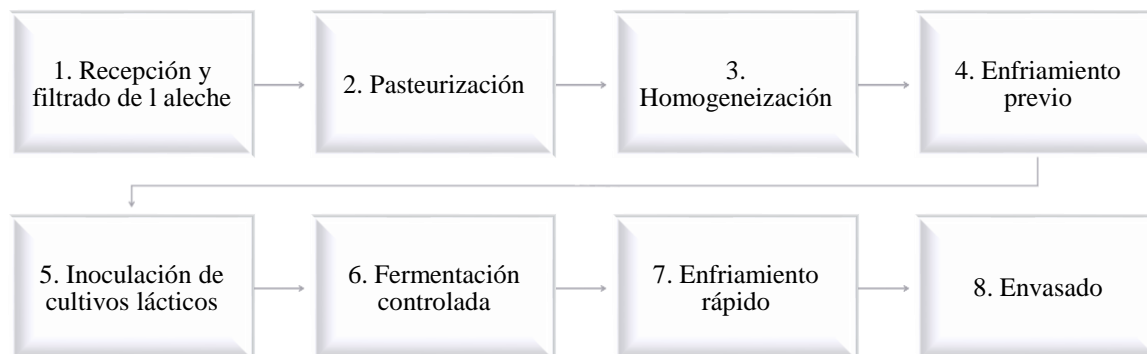 1. Recepción y
filtrado de l aleche
2. Pasteurización
3.
Homogeneización
4. Enfriamiento
previo
5. Inoculación de
cultivos lácticos
6. Fermentación
controlada
7. Enfriamiento
rápido
8. Envasado